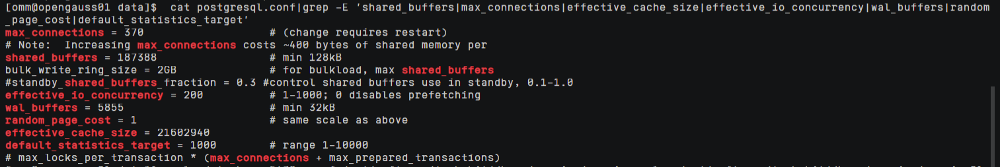 [omm@opengauss01 data]$  cat postgresql.conf|grep -E 'shared_buffers|max_connections|effective_cache_size|effective_io_concurrency|wal_buffers|random
_page_cost|default_statistics_target'
max_connections = 370                    # (change requires restart)
# Note:  Increasing max_connections costs ~400 bytes of shared memory per
shared_buffers = 187388                  # min 128kB
bulk_write_ring_size = 2GB               # for bulkload, max shared_buffers
#standby_shared_buffers_fraction = 0.3 #control shared buffers use in standby, 0.1-1.0
effective_io_concurrency = 200           # 1-1000; 0 disables prefetching
wal_buffers = 5855                       # min 32kB
random_page_cost = 1                     # same scale as above
effective_cache_size = 21602940
default_statistics_target = 1000         # range 1-10000
# max_locks_per_transaction * (max_connections + max_prepared_transactions)